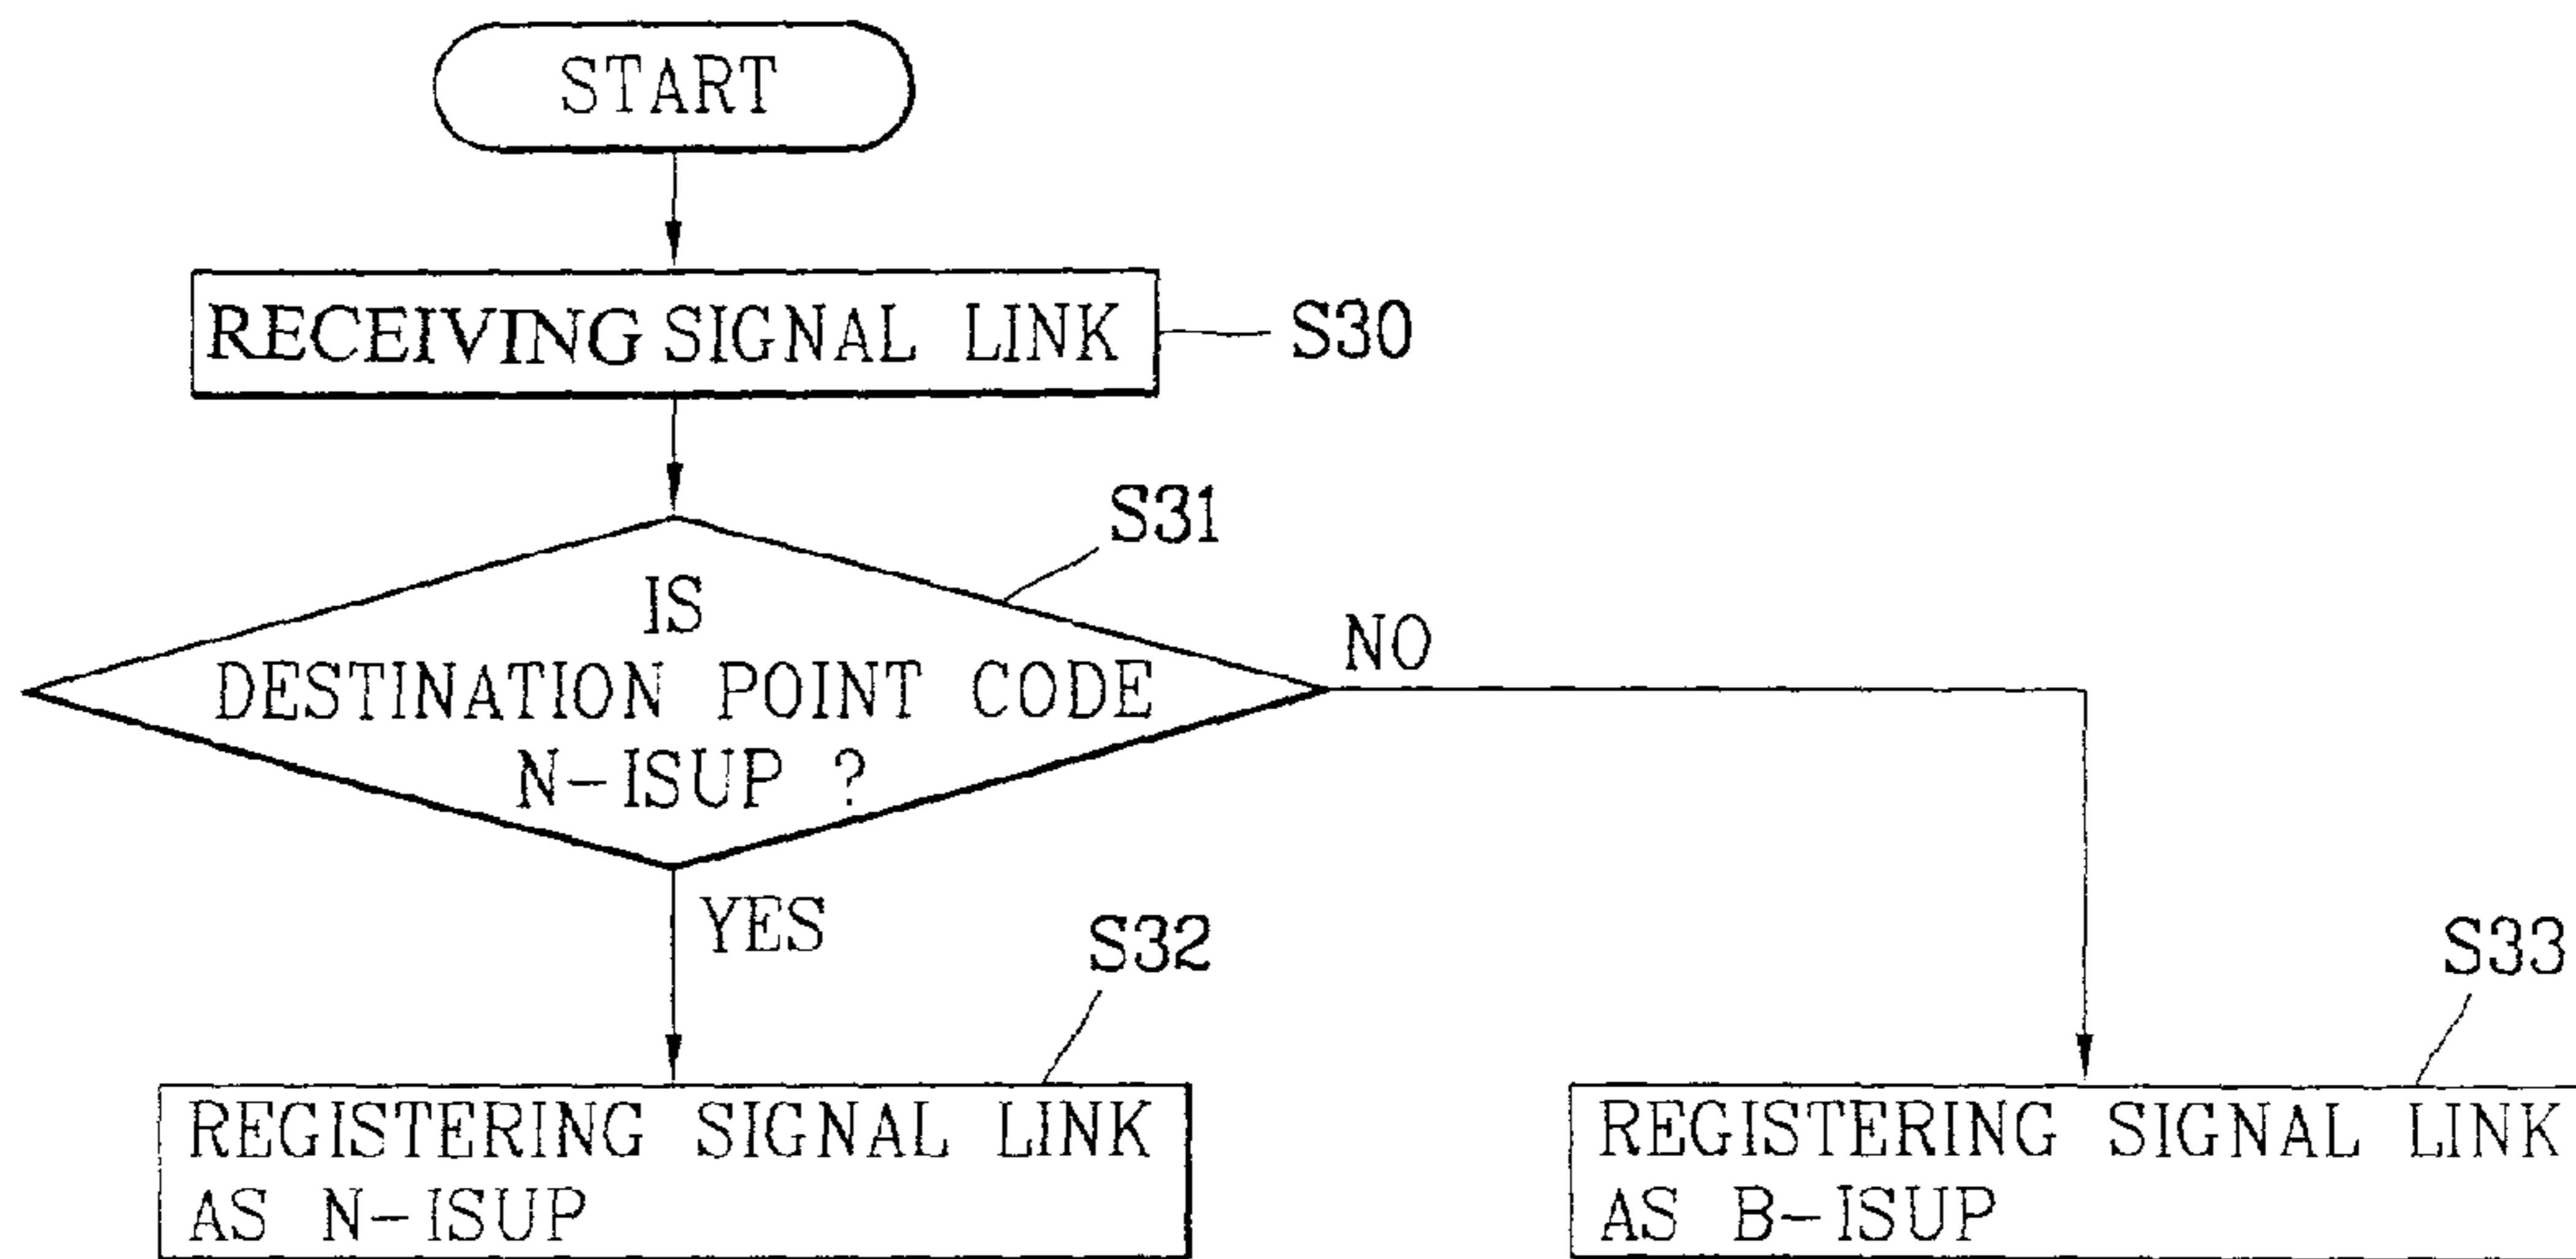 START
RECEIVING SIGNAL LINK
S30
S31
IS
DESTINATION POINT CODE
N-ISUP ?
NO
YES
S32
S33
REGISTERING SIGNAL LINK
AS N-ISUP
REGISTERING SIGNAL LINK
AS B-ISUP